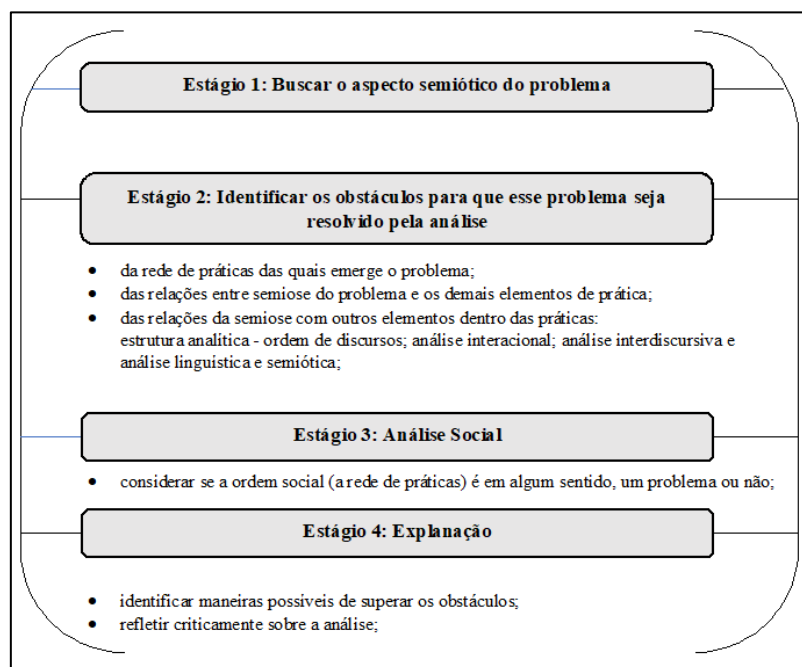 Estágio 1: Buscar o aspecto semiótico do problema
Estágio 2: Identificar os obstáculos para que esse problema seja
resolvido pela análise
• da rede de práticas das quais emerge o problema;
• das relações entre semiose do problema e os demais elementos de prática;
• das relações da semiose com outros elementos dentro das práticas:
estrutura analítica - ordem de discursos; análise interacional; análise interdiscursiva e
análise linguística e semiótica;
Estágio 3: Análise Social
• considerar se a ordem social (a rede de práticas) é em algum sentido, um problema ou não;
Estágio 4: Explanação
• identificar maneiras possíveis de superar os obstáculos;
• refletir criticamente sobre a análise;